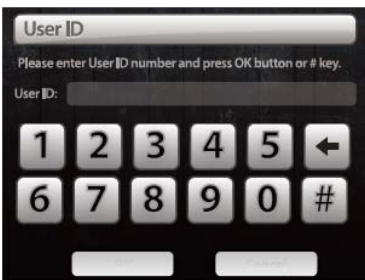 User ID
Please enter User ID number and press OK button or # key.
User ID:
1 2 3 4 5 ←
6 7 8 9 0 #
Cancel